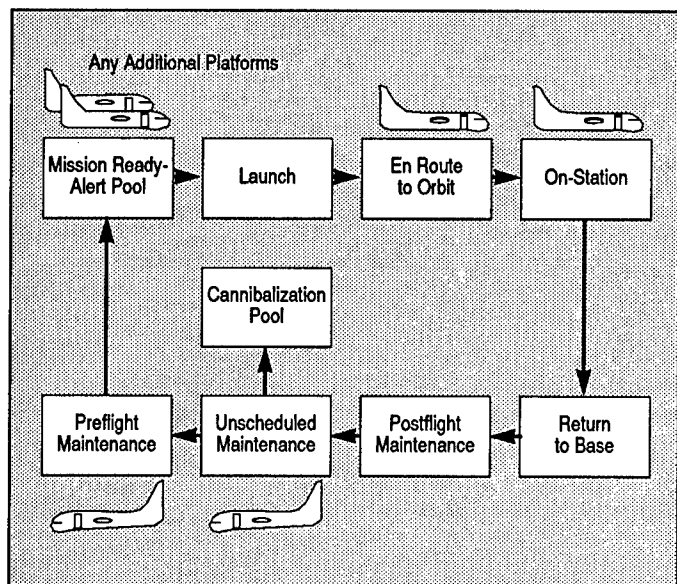 Any Additional Platforms
Mission Ready-
Alert Pool
Launch
En Route
to Orbit
On-Station
Cannibalization
Pool
Preflight
Maintenance
Unscheduled
Maintenance
Postflight
Maintenance
Return
to Base